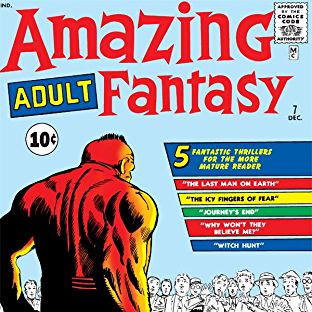 IND.
APPROVED
BY THE
COMICS
CODE
AUTHORITY
M
C
Amazing
ADULT
Fantasy
7
DEC.
10¢
5 FANTASTIC THRILLERS
FOR THE MORE
MATURE READER
"THE LAST MAN ON EARTH"
"THE ICY FINGERS OF FEAR"
"JOURNEY'S END"
"WHY WON'T THEY
BELIEVE ME?"
"WITCH HUNT"